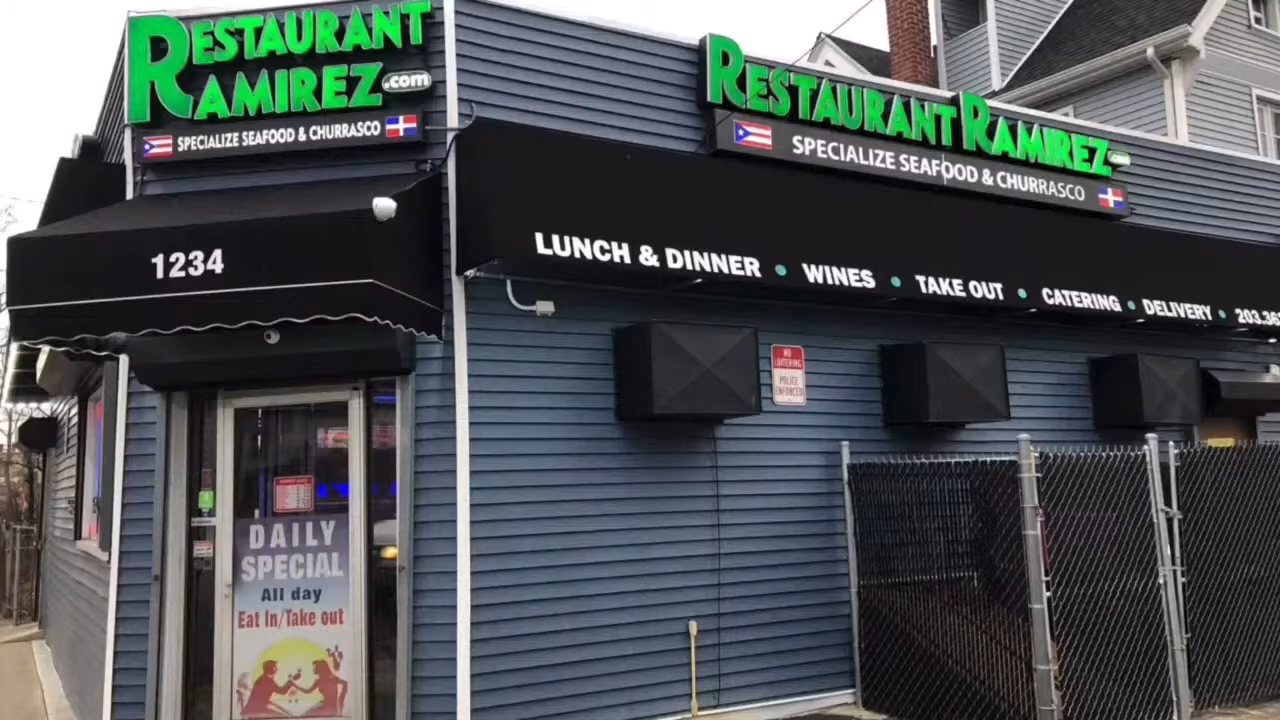 RESTAURANT
RAMIREZ .com
SPECIALIZE SEAFOOD & CHURRASCO
RESTAURANT RAMIREZ
SPECIALIZE SEAFOOD & CHURRASCO
1234
LUNCH & DINNER • WINES • TAKE OUT • CATERING • DELIVERY • 203.36
NO
LOITERING
POLICE
ENFORCED
DAILY
SPECIAL
All day
Eat In/Take out